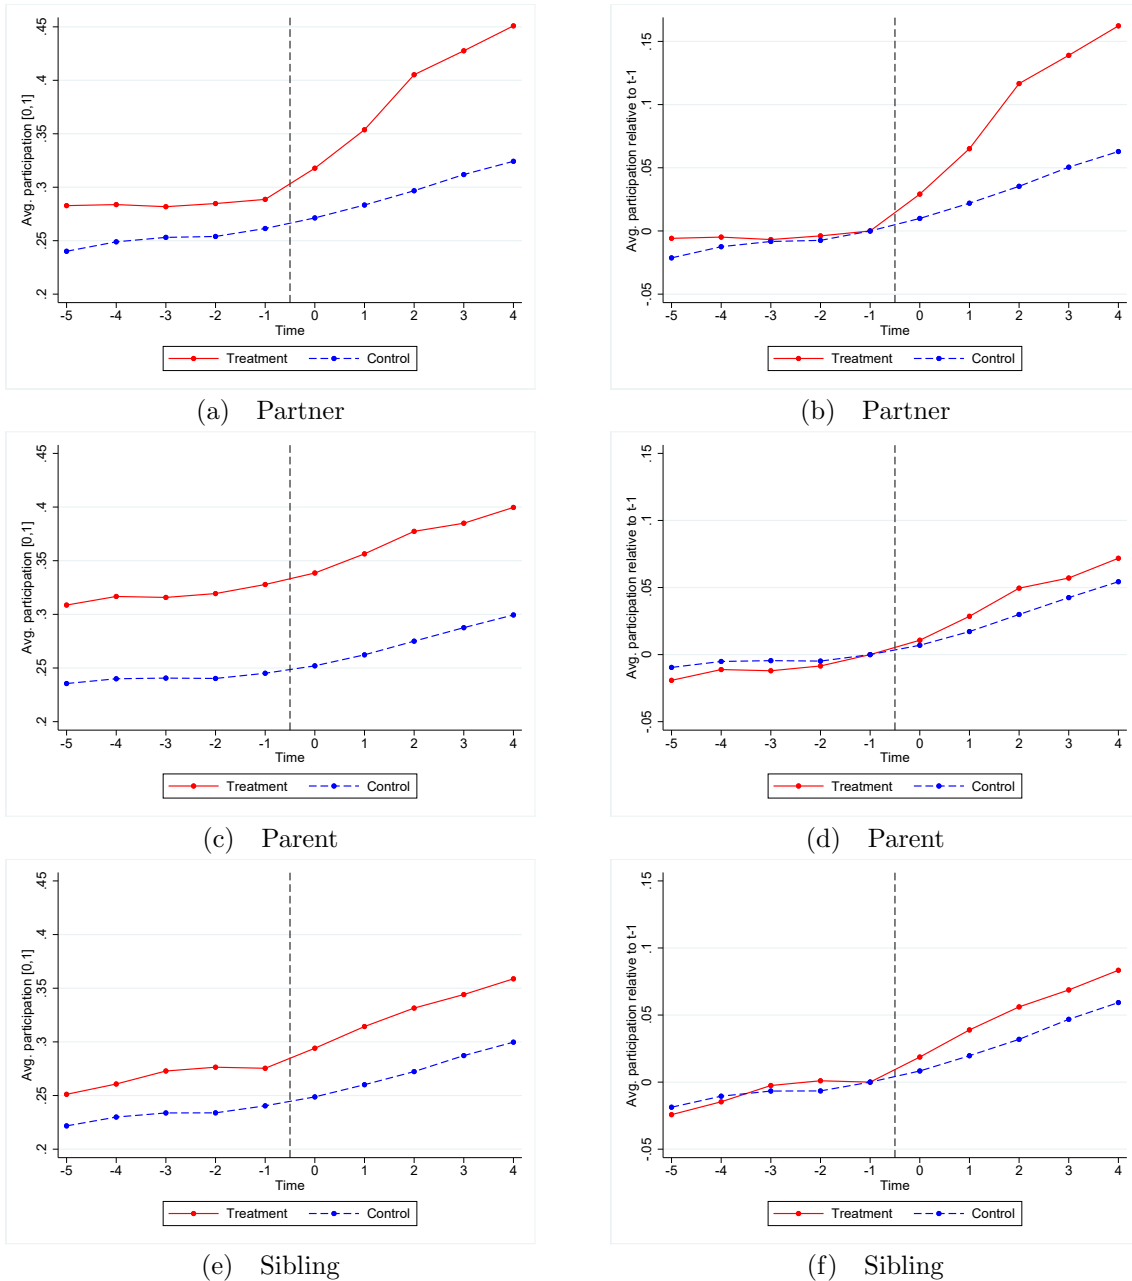 Avg. participation [0,1]
.45
.4
.35
.3
.25
.2
-5 -4 -3 -2 -1 0 1 2 3 4
Time
Treatment Control
(a) Partner
Avg. participation relative to t-1
.15
.1
.05
0
-.05
-5 -4 -3 -2 -1 0 1 2 3 4
Time
Treatment Control
(b) Partner
Avg. participation [0,1]
.45
.4
.35
.3
.25
.2
-5 -4 -3 -2 -1 0 1 2 3 4
Time
Treatment Control
(c) Parent
Avg. participation relative to t-1
.15
.1
.05
0
-.05
-5 -4 -3 -2 -1 0 1 2 3 4
Time
Treatment Control
(d) Parent
Avg. participation [0,1]
.45
.4
.35
.3
.25
.2
-5 -4 -3 -2 -1 0 1 2 3 4
Time
Treatment Control
(e) Sibling
Avg. participation relative to t-1
.15
.1
.05
0
-.05
-5 -4 -3 -2 -1 0 1 2 3 4
Time
Treatment Control
(f) Sibling